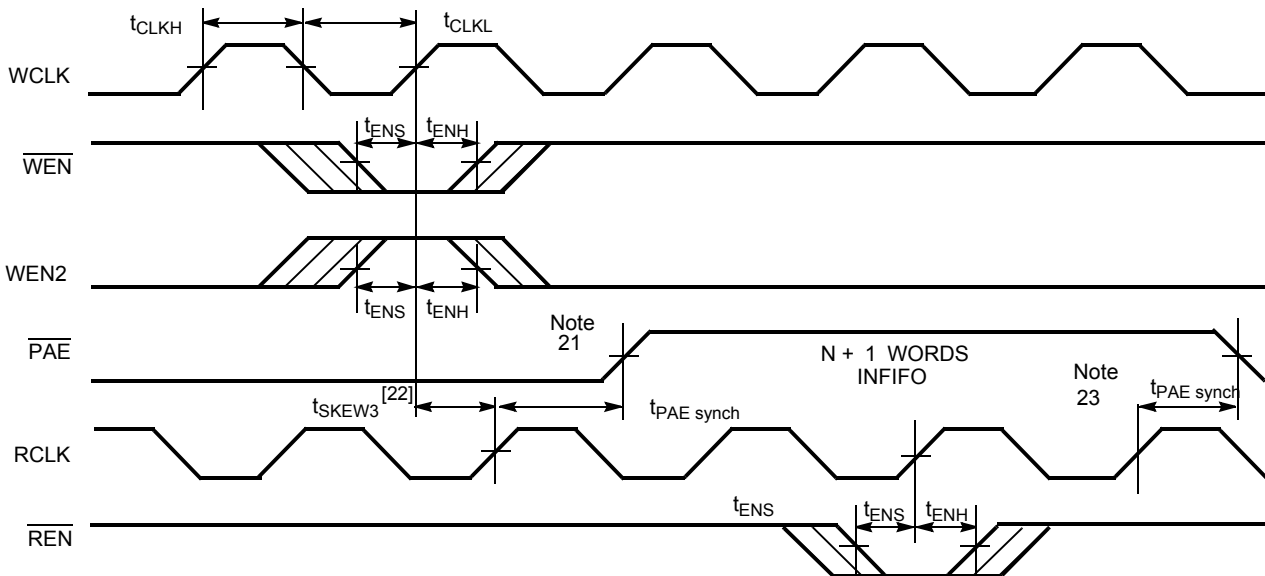 tCLKH tCLKL
WCLK
tENS tENH
WEN
WEN2
tENS tENH
Note
21
PAE
N + 1 WORDS
INFIFO
Note
23
[22]
tSKEW3
tPAE synch
tPAE synch
RCLK
tENS
tENS tENH
REN